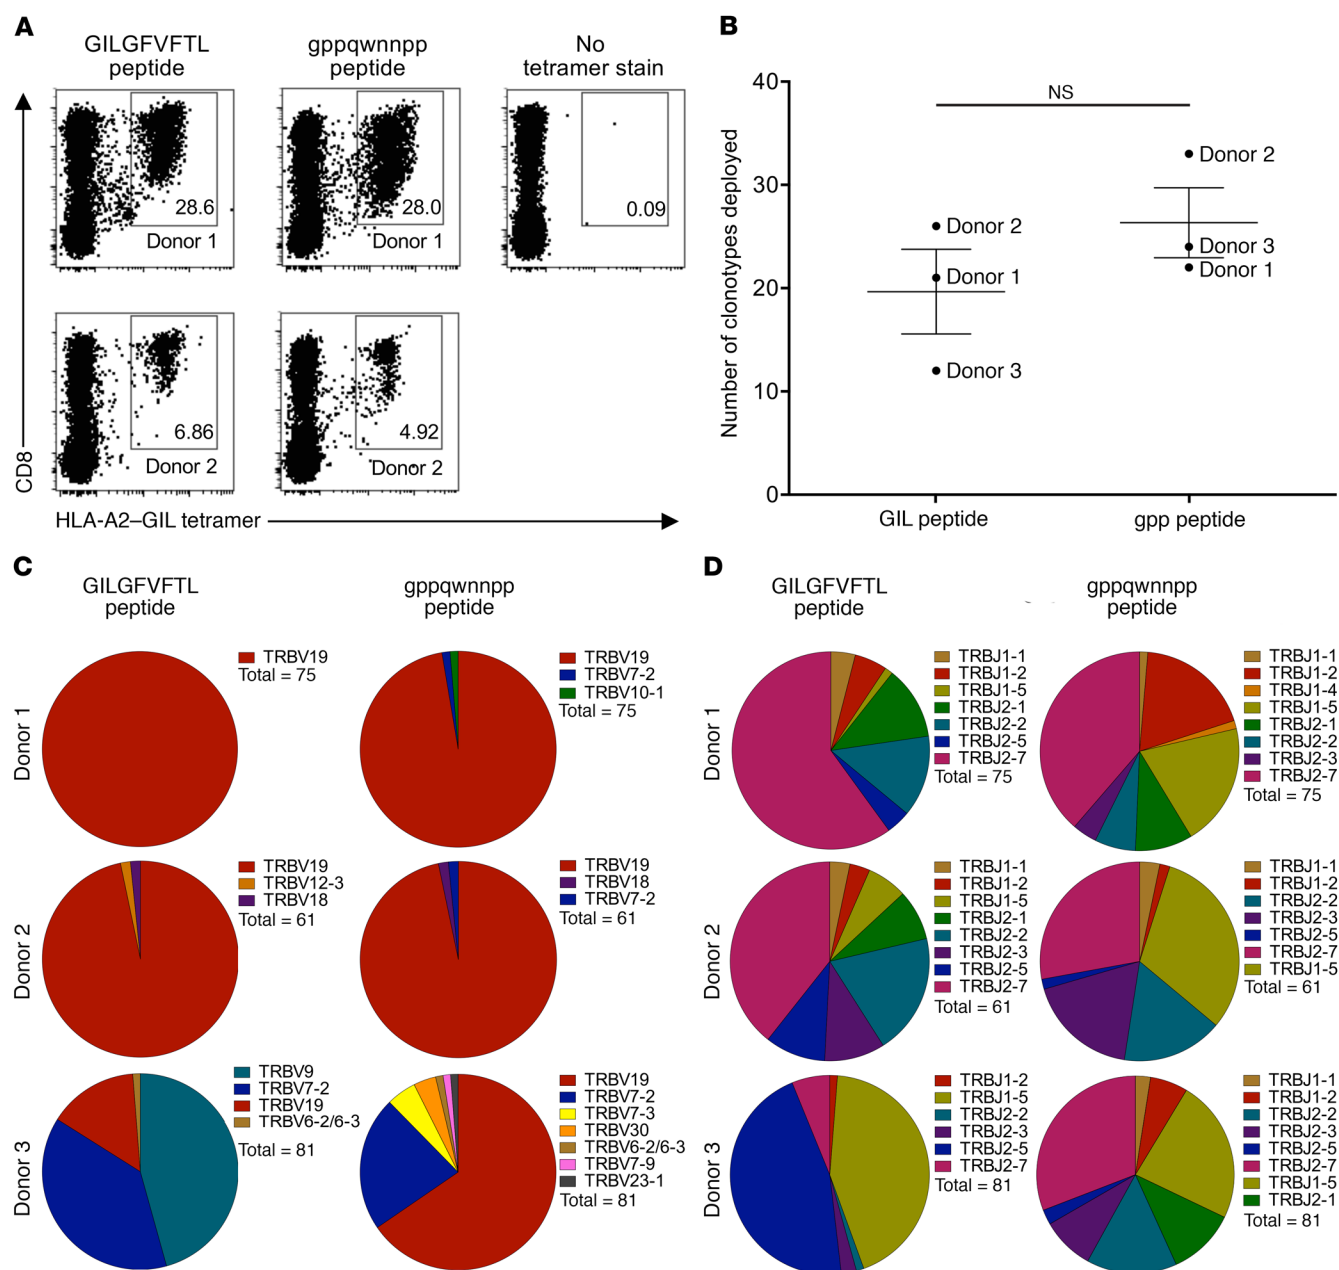 A
GILGFVFTL
peptide
gppqwnnpp
peptide
No
tetramer stain
28.6
Donor 1
28.0
Donor 1
0.09
6.86
Donor 2
4.92
Donor 2
CD8
HLA-A2–GIL tetramer
B
Number of clonotypes deployed
40
30
20
10
0
NS
Donor 2
Donor 1
Donor 3
Donor 2
Donor 3
Donor 1
GIL peptide
gpp peptide
C
GILGFVFTL
peptide
gppqwnnpp
peptide
Donor 1
TRBV19
Total = 75
TRBV19
TRBV7-2
TRBV10-1
Total = 75
Donor 2
TRBV19
TRBV12-3
TRBV18
Total = 61
TRBV19
TRBV18
TRBV7-2
Total = 61
Donor 3
TRBV9
TRBV7-2
TRBV19
TRBV6-2/6-3
Total = 81
TRBV19
TRBV7-2
TRBV7-3
TRBV30
TRBV6-2/6-3
TRBV7-9
TRBV23-1
Total = 81
D
GILGFVFTL
peptide
gppqwnnpp
peptide
Donor 1
TRBJ1-1
TRBJ1-2
TRBJ1-5
TRBJ2-1
TRBJ2-2
TRBJ2-5
TRBJ2-7
Total = 75
TRBJ1-1
TRBJ1-2
TRBJ1-4
TRBJ1-5
TRBJ2-1
TRBJ2-2
TRBJ2-3
TRBJ2-7
Total = 75
Donor 2
TRBJ1-1
TRBJ1-2
TRBJ1-5
TRBJ2-1
TRBJ2-2
TRBJ2-3
TRBJ2-5
TRBJ2-7
Total = 61
TRBJ1-1
TRBJ1-2
TRBJ2-2
TRBJ2-3
TRBJ2-5
TRBJ2-7
TRBJ1-5
Total = 61
Donor 3
TRBJ1-2
TRBJ1-5
TRBJ2-2
TRBJ2-3
TRBJ2-5
TRBJ2-7
Total = 81
TRBJ1-1
TRBJ1-2
TRBJ2-2
TRBJ2-3
TRBJ2-5
TRBJ2-7
TRBJ1-5
TRBJ2-1
Total = 81